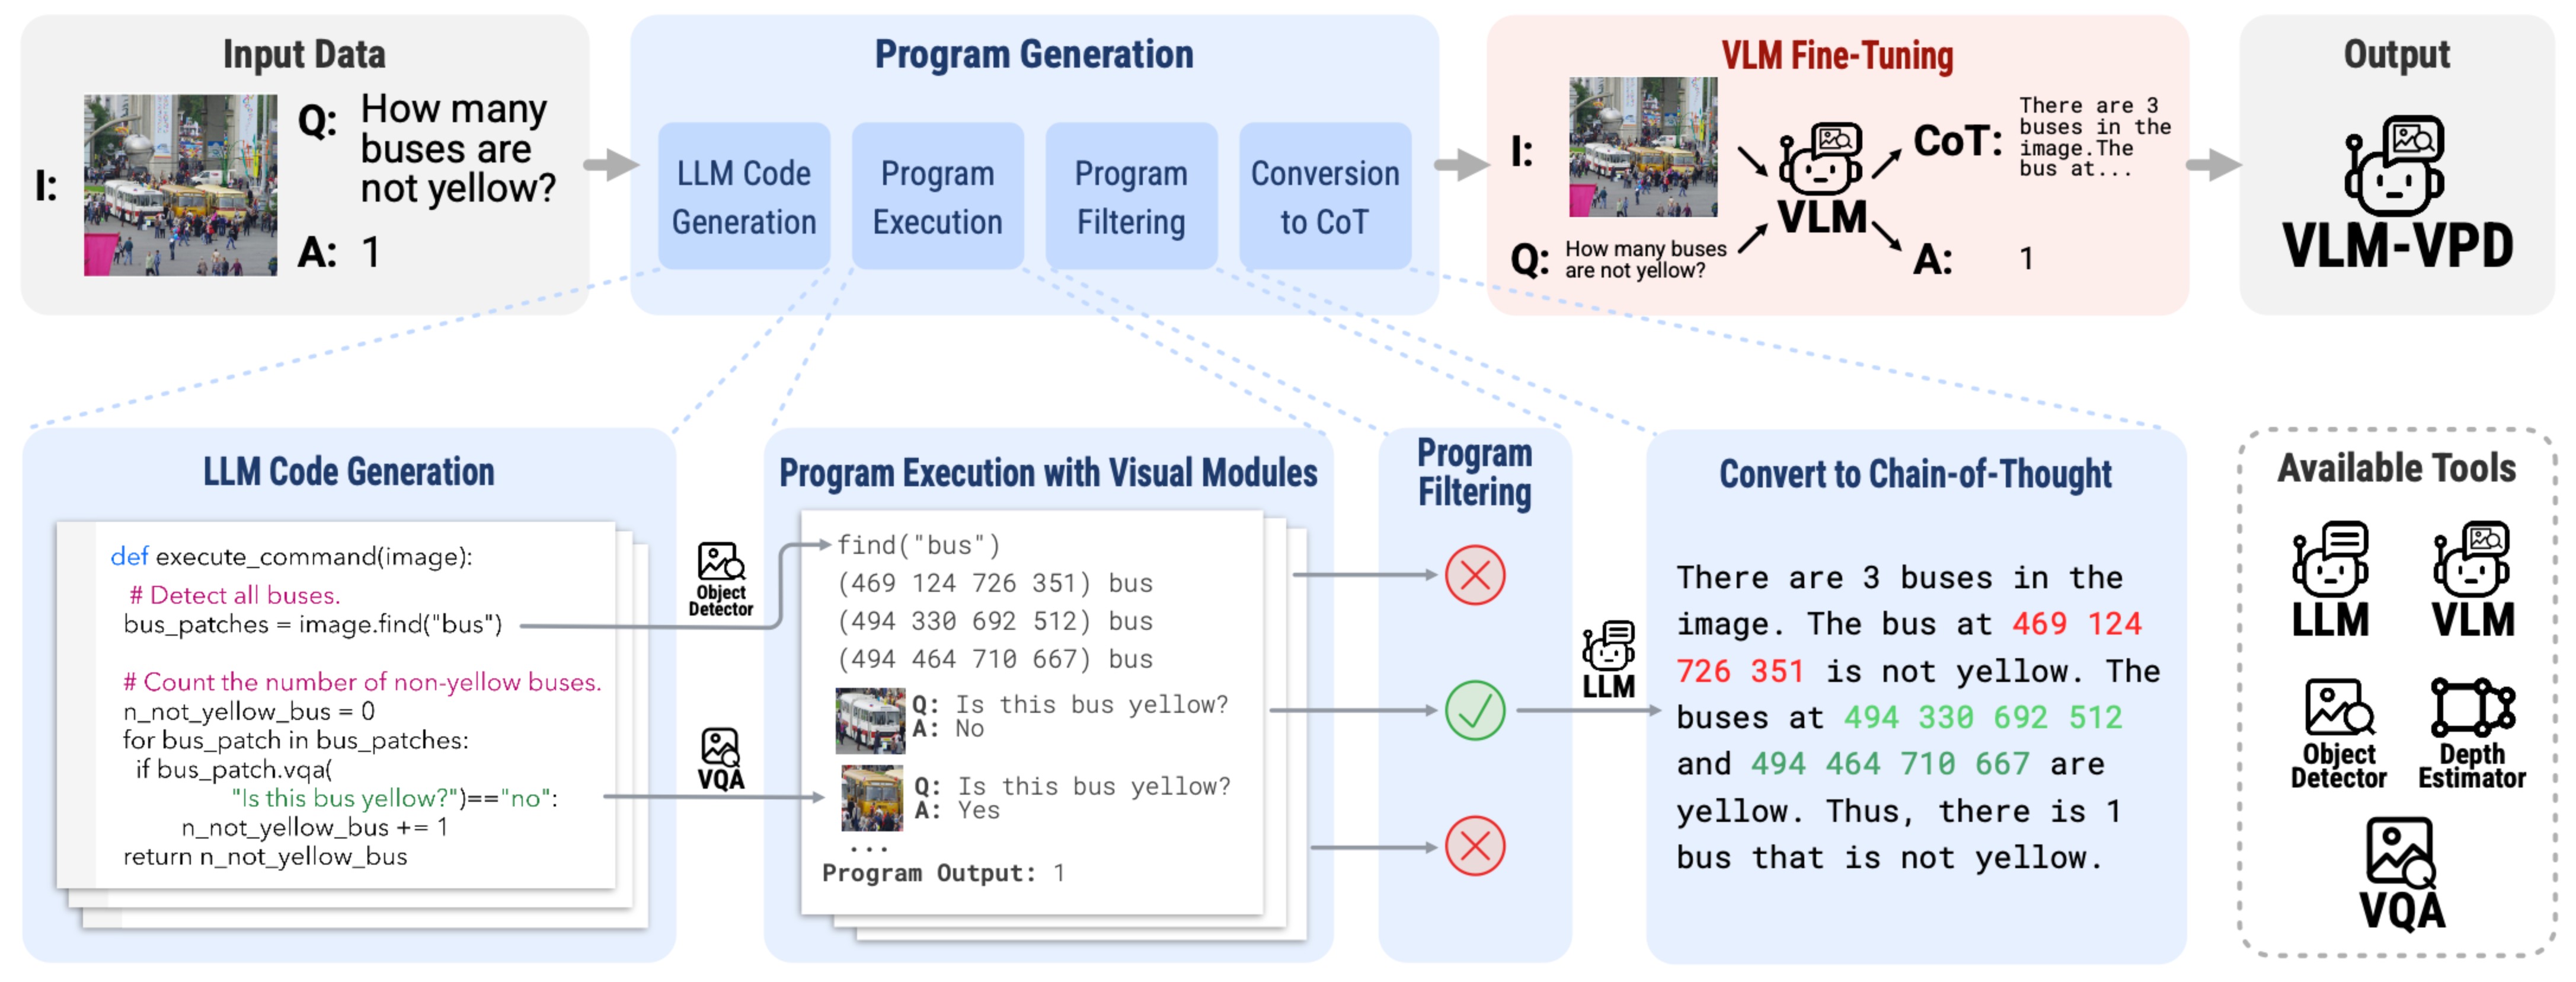 Input Data
I:
Q: How many
buses are
not yellow?
A: 1
Program Generation
LLM Code
Generation
Program
Execution
Program
Filtering
Conversion
to CoT
VLM Fine-Tuning
I:
Q: How many buses
are not yellow?
VLM
CoT: There are 3
buses in the
image.The
bus at...
A: 1
Output
VLM-VPD
LLM Code Generation
def execute_command(image):
# Detect all buses.
bus_patches = image.find("bus")
# Count the number of non-yellow buses.
n_not_yellow_bus = 0
for bus_patch in bus_patches:
if bus_patch.vqa(
"Is this bus yellow?")=="no":
n_not_yellow_bus += 1
return n_not_yellow_bus
Object
Detector
VQA
Program Execution with Visual Modules
find("bus")
(469 124 726 351) bus
(494 330 692 512) bus
(494 464 710 667) bus
Q: Is this bus yellow?
A: No
Q: Is this bus yellow?
A: Yes
...
Program Output: 1
Program
Filtering
LLM
Convert to Chain-of-Thought
There are 3 buses in the
image. The bus at 469 124
726 351 is not yellow. The
buses at 494 330 692 512
and 494 464 710 667 are
yellow. Thus, there is 1
bus that is not yellow.
Available Tools
LLM
VLM
Object
Detector
Depth
Estimator
VQA